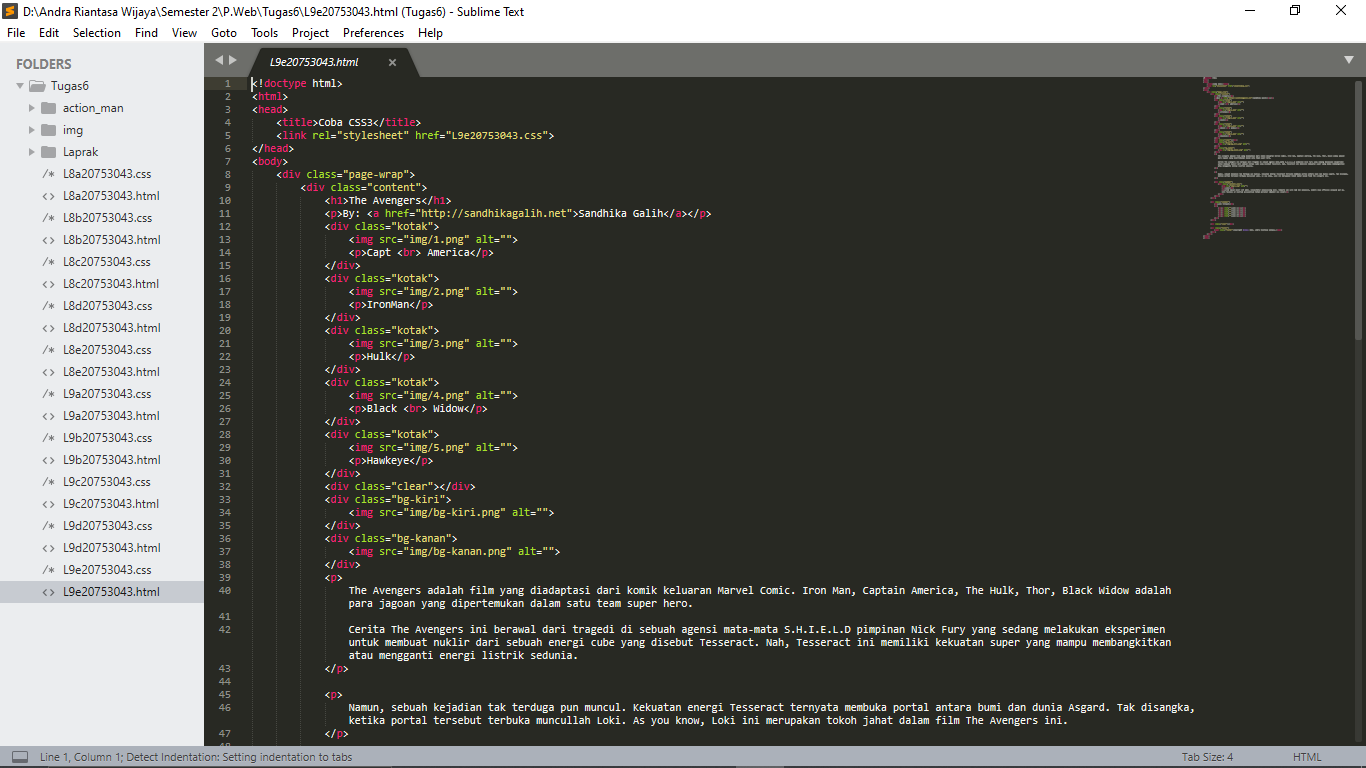 D:\Andra Riantasa Wijaya\Semester 2\P.Web\Tugas6\L9e20753043.html (Tugas6) - Sublime Text
File Edit Selection Find View Goto Tools Project Preferences Help
FOLDERS
Tugas6
action_man
img
Laprak
/* L8a20753043.css
<> L8a20753043.html
/* L8b20753043.css
<> L8b20753043.html
/* L8c20753043.css
<> L8c20753043.html
/* L8d20753043.css
<> L8d20753043.html
/* L8e20753043.css
<> L8e20753043.html
/* L9a20753043.css
<> L9a20753043.html
/* L9b20753043.css
<> L9b20753043.html
/* L9c20753043.css
<> L9c20753043.html
/* L9d20753043.css
<> L9d20753043.html
/* L9e20753043.css
<> L9e20753043.html
L9e20753043.html
1 <!doctype html>
2 <html>
3 <head>
4 <title>Coba CSS3</title>
5 <link rel="stylesheet" href="L9e20753043.css">
6 </head>
7 <body>
8 <div class="page-wrap">
9 <div class="content">
10 <h1>The Avengers</h1>
11 <p>By: <a href="http://sandhikagalih.net">Sandhika Galih</a></p>
12 <div class="kotak">
13 <img src="img/1.png" alt="">
14 <p>Capt <br> America</p>
15 </div>
16 <div class="kotak">
17 <img src="img/2.png" alt="">
18 <p>IronMan</p>
19 </div>
20 <div class="kotak">
21 <img src="img/3.png" alt="">
22 <p>Hulk</p>
23 </div>
24 <div class="kotak">
25 <img src="img/4.png" alt="">
26 <p>Black <br> Widow</p>
27 </div>
28 <div class="kotak">
29 <img src="img/5.png" alt="">
30 <p>Hawkeye</p>
31 </div>
32 <div class="clear"></div>
33 <div class="bg-kiri">
34 <img src="img/bg-kiri.png" alt="">
35 </div>
36 <div class="bg-kanan">
37 <img src="img/bg-kanan.png" alt="">
38 </div>
39 <p>
40 The Avengers adalah film yang diadaptasi dari komik keluaran Marvel Comic. Iron Man, Captain America, The Hulk, Thor, Black Widow adalah
para jagoan yang dipertemukan dalam satu team super hero.
41
42 Cerita The Avengers ini berawal dari tragedi di sebuah agensi mata-mata S.H.I.E.L.D pimpinan Nick Fury yang sedang melakukan eksperimen
untuk membuat nuklir dari sebuah energi cube yang disebut Tesseract. Nah, Tesseract ini memiliki kekuatan super yang mampu membangkitkan
atau mengganti energi listrik sedunia.
43 </p>
44
45 <p>
46 Namun, sebuah kejadian tak terduga pun muncul. Kekuatan energi Tesseract ternyata membuka portal antara bumi dan dunia Asgard. Tak disangka,
ketika portal tersebut terbuka muncullah Loki. As you know, Loki ini merupakan tokoh jahat dalam film The Avengers ini.
47 </p>
Line 1, Column 1; Detect Indentation: Setting indentation to tabs
Tab Size: 4
HTML